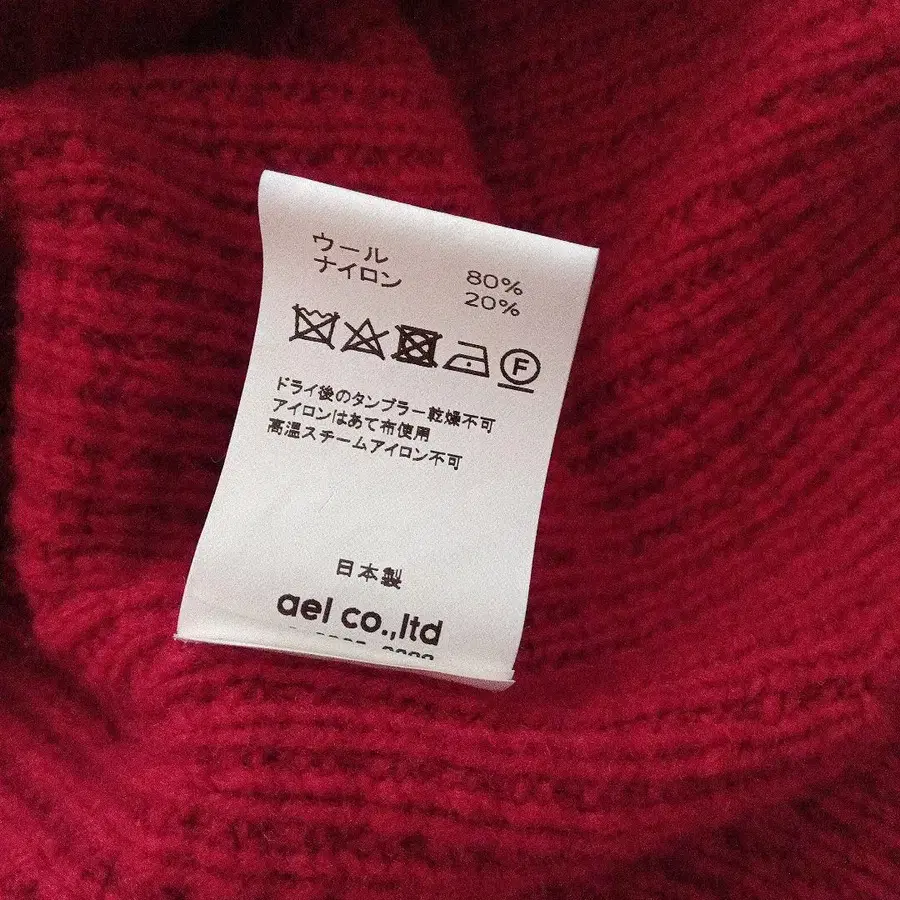 ウール 80%
ナイロン 20%
F
ドライ後のタンブラー乾燥不可
アイロンはあて布使用
高温スチームアイロン不可
日本製
ael co.,ltd